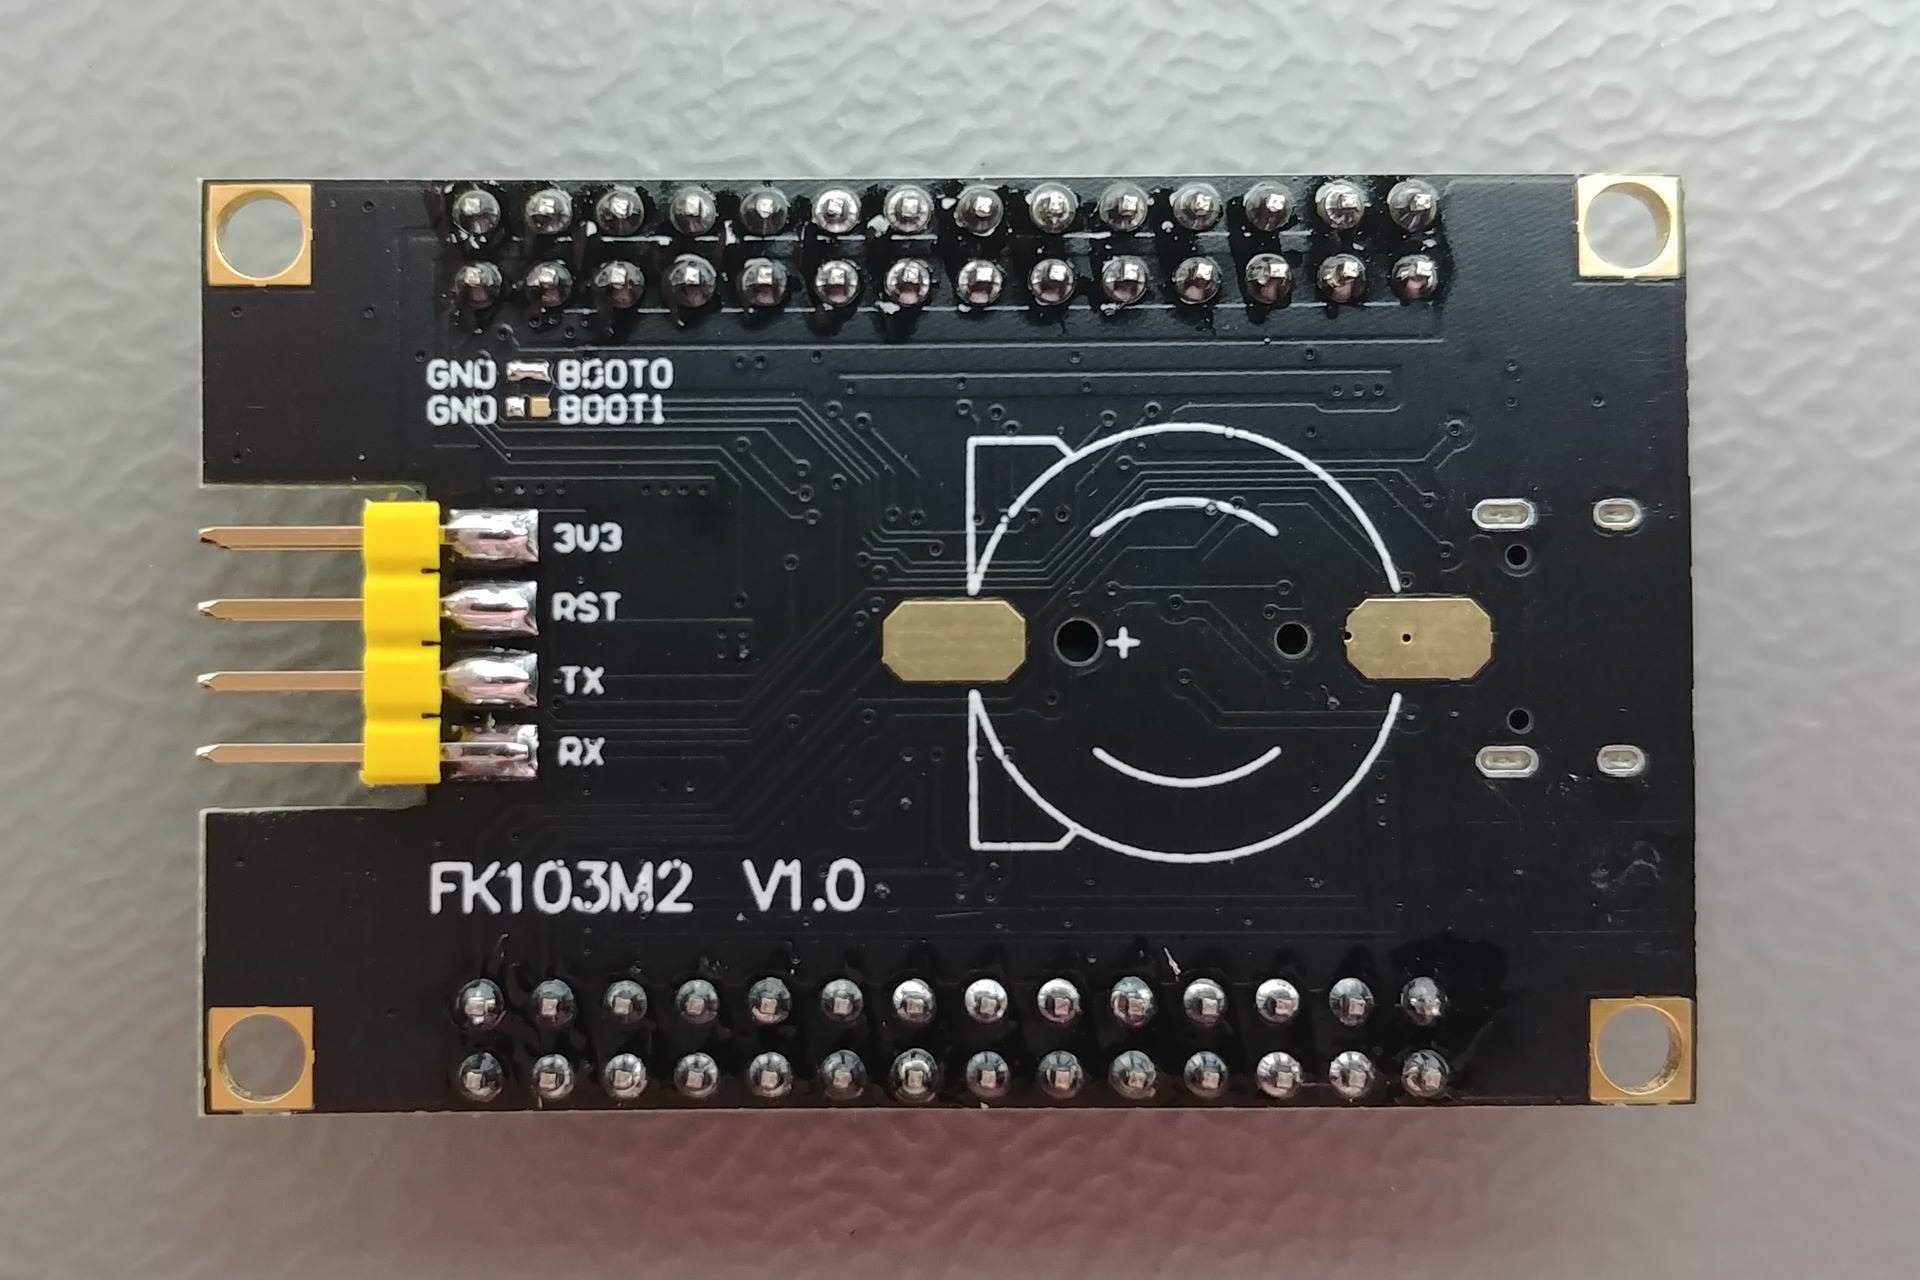 GND BOOT0
GND BOOT1
3V3
RST
TX
RX
+
FK103M2 V1.0